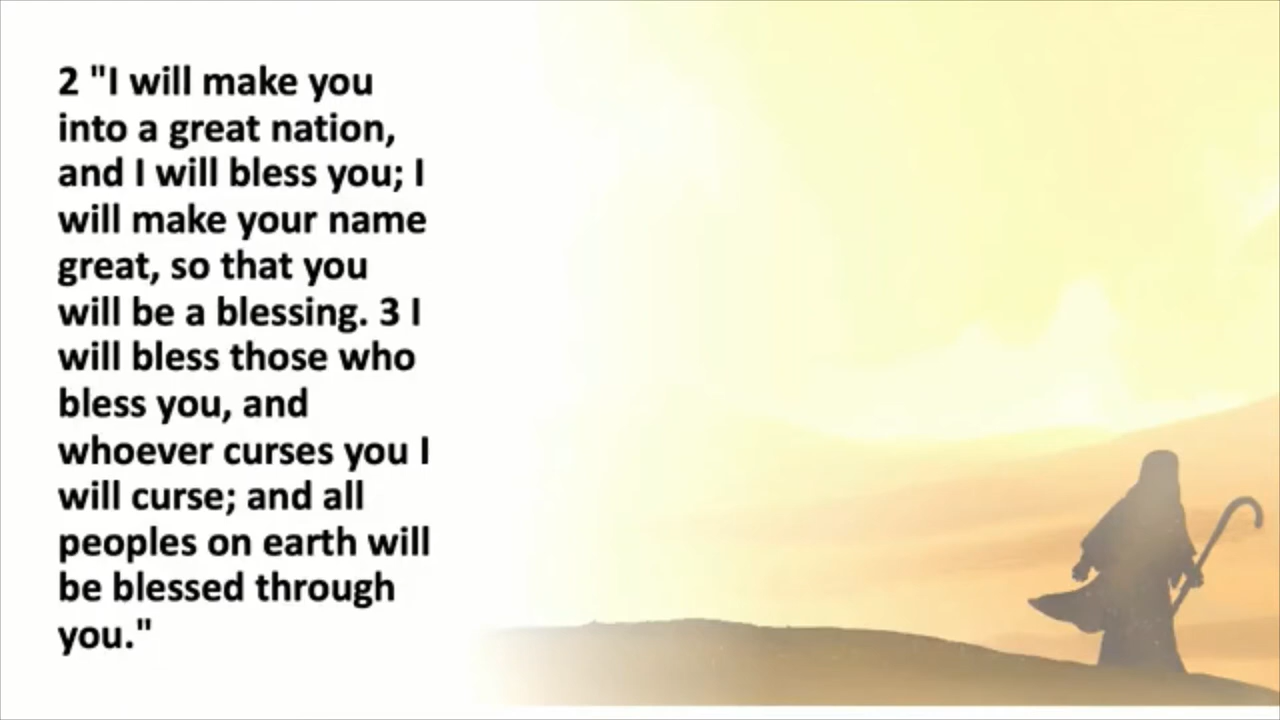 2 "I will make you
into a great nation,
and I will bless you; I
will make your name
great, so that you
will be a blessing. 3 I
will bless those who
bless you, and
whoever curses you I
will curse; and all
peoples on earth will
be blessed through
you."